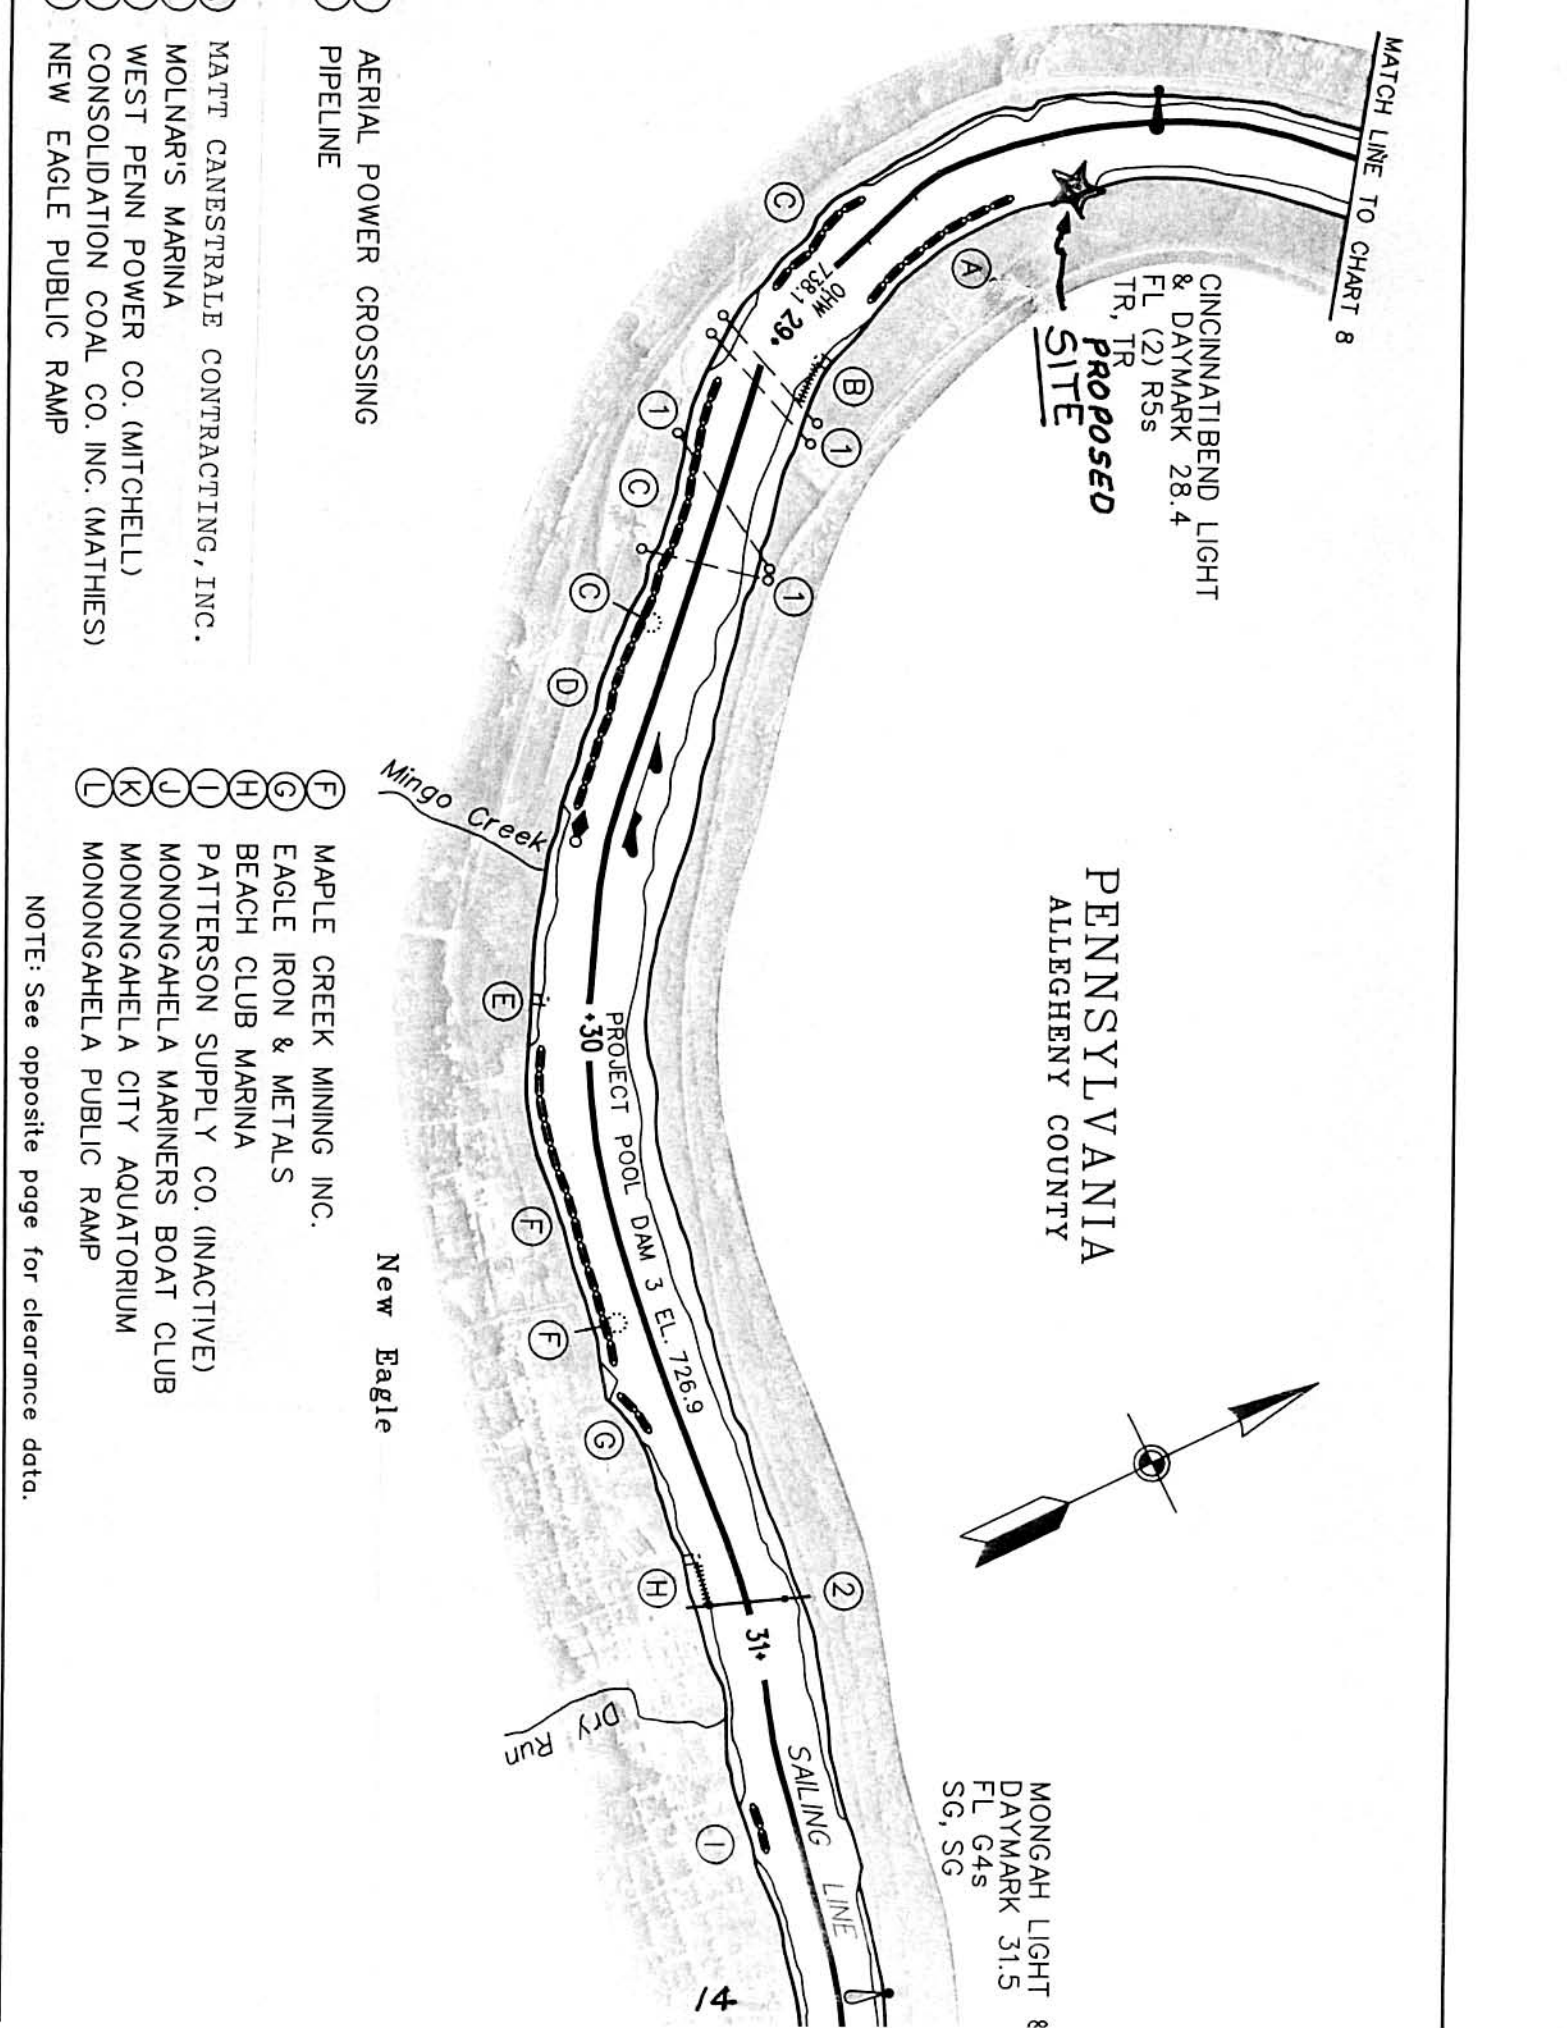 MATCH LINE TO CHART 8
CINCINNATI BEND LIGHT
& DAYMARK 28.4
FL (2) R5s
TR, TR
PROPOSED
SITE
PENNSYLVANIA
ALLEGHENY COUNTY
MONGAH LIGHT &
DAYMARK 31.5
FL G4s
SG, SG
A
B
C
OHW
738.1
29
1
1
C
1
C
D
Mingo Creek
E
+30
PROJECT POOL DAM 3 EL. 726.9
F
F
G
H
2
31+
Dry Run
SAILING LINE
I
New Eagle
14
AERIAL POWER CROSSING
PIPELINE
MATT CANESTRALE CONTRACTING, INC.
MOLNAR'S MARINA
WEST PENN POWER CO. (MITCHELL)
CONSOLIDATION COAL CO. INC. (MATHIES)
NEW EAGLE PUBLIC RAMP
F MAPLE CREEK MINING INC.
G EAGLE IRON & METALS
H BEACH CLUB MARINA
I PATTERSON SUPPLY CO. (INACTIVE)
J MONONGAHELA MARINERS BOAT CLUB
K MONONGAHELA CITY AQUATORIUM
L MONONGAHELA PUBLIC RAMP
NOTE: See opposite page for clearance data.